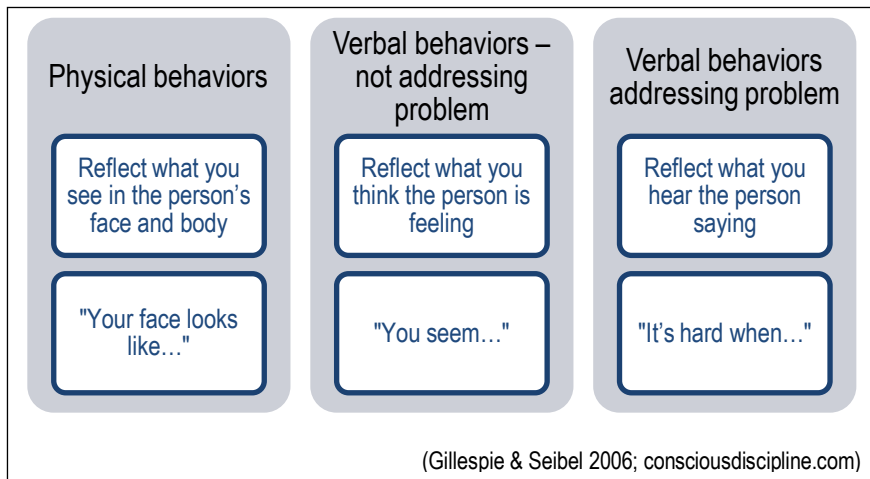 Physical behaviors
Reflect what you
see in the person’s
face and body
"Your face looks
like…"
Verbal behaviors –
not addressing
problem
Reflect what you
think the person is
feeling
"You seem…"
Verbal behaviors
addressing problem
Reflect what you
hear the person
saying
"It’s hard when…"
(Gillespie & Seibel 2006; consciousdiscipline.com)